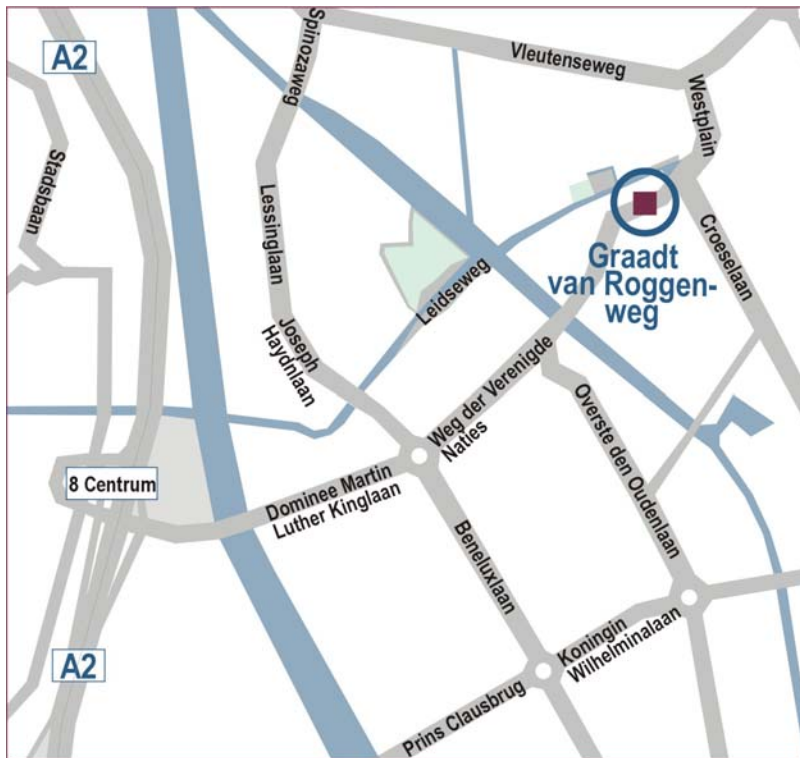 A2
Spinozaweg
Vleutenseweg
Westplain
Stadsbaan
Lessinglaan
Croeselaan
Graadt
van Roggen-
weg
Leidseweg
Joseph
Haydnlaan
Weg der Verenigde
Naties
Overste den Oudenlaan
8 Centrum
Dominee Martin
Luther Kinglaan
Beneluxlaan
Koningin
Wilhelminalaan
A2
Prins Clausbrug